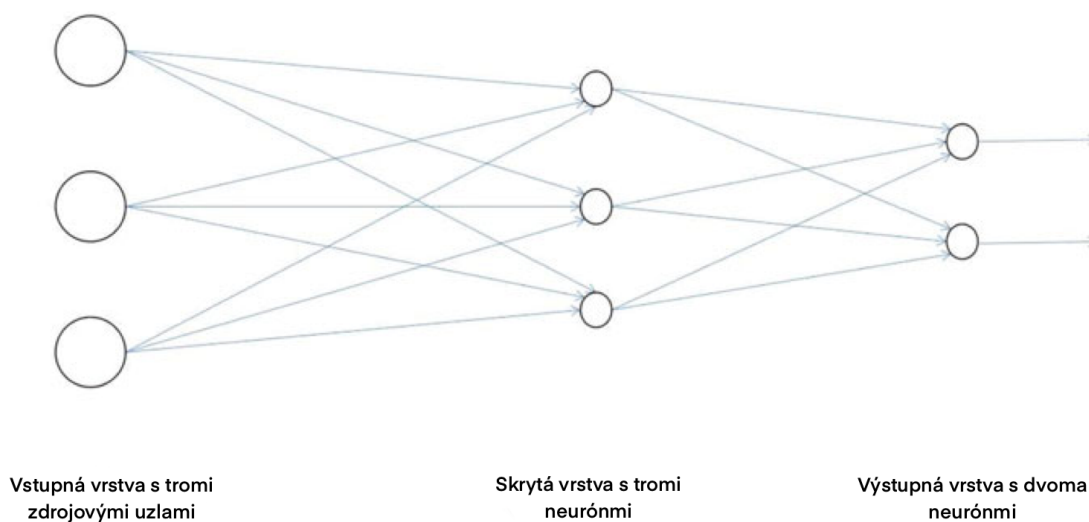 Vstupná vrstva s tromi
zdrojovými uzlami
Skrytá vrstva s tromi
neurónmi
Výstupná vrstva s dvoma
neurónmi